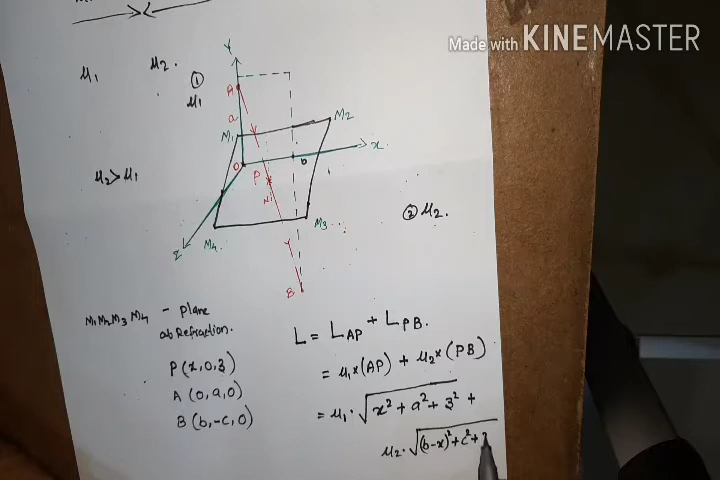 Made with KINEMASTER
μ1 μ2.
①
μ1
Y
A
a
M1
M2
O
P
b
x
μ2>μ1
② μ2.
M4
M3
Z
B
M1M2M3M4 - Plane
of Refraction.
P(x,0,z)
A (0,a,0)
B (b,-c,0)
L = LAP + LPB.
= μ1×(AP) + μ2×(PB)
= μ1·√x²+a²+z² +
μ2·√(b-x)²+c²+